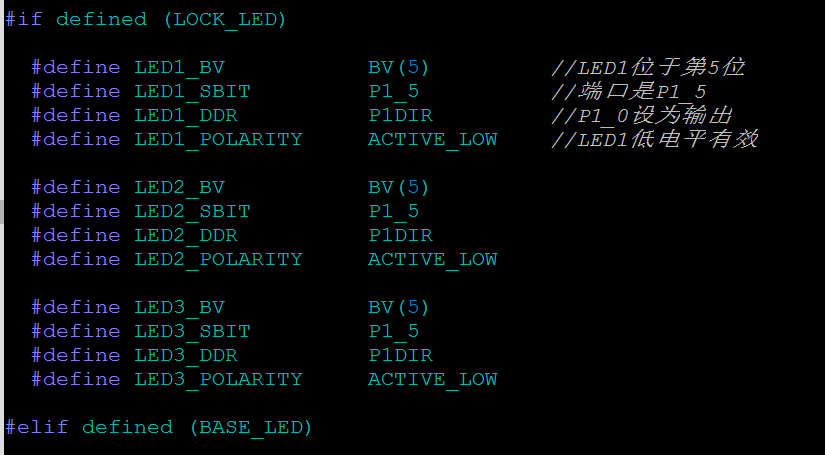 #if defined (LOCK_LED)
#define LED1_BV BV(5) //LED1位于第5位
#define LED1_SBIT P1_5 //端口是P1_5
#define LED1_DDR P1DIR //P1_0设为输出
#define LED1_POLARITY ACTIVE_LOW //LED1低电平有效
#define LED2_BV BV(5)
#define LED2_SBIT P1_5
#define LED2_DDR P1DIR
#define LED2_POLARITY ACTIVE_LOW
#define LED3_BV BV(5)
#define LED3_SBIT P1_5
#define LED3_DDR P1DIR
#define LED3_POLARITY ACTIVE_LOW
#elif defined (BASE_LED)